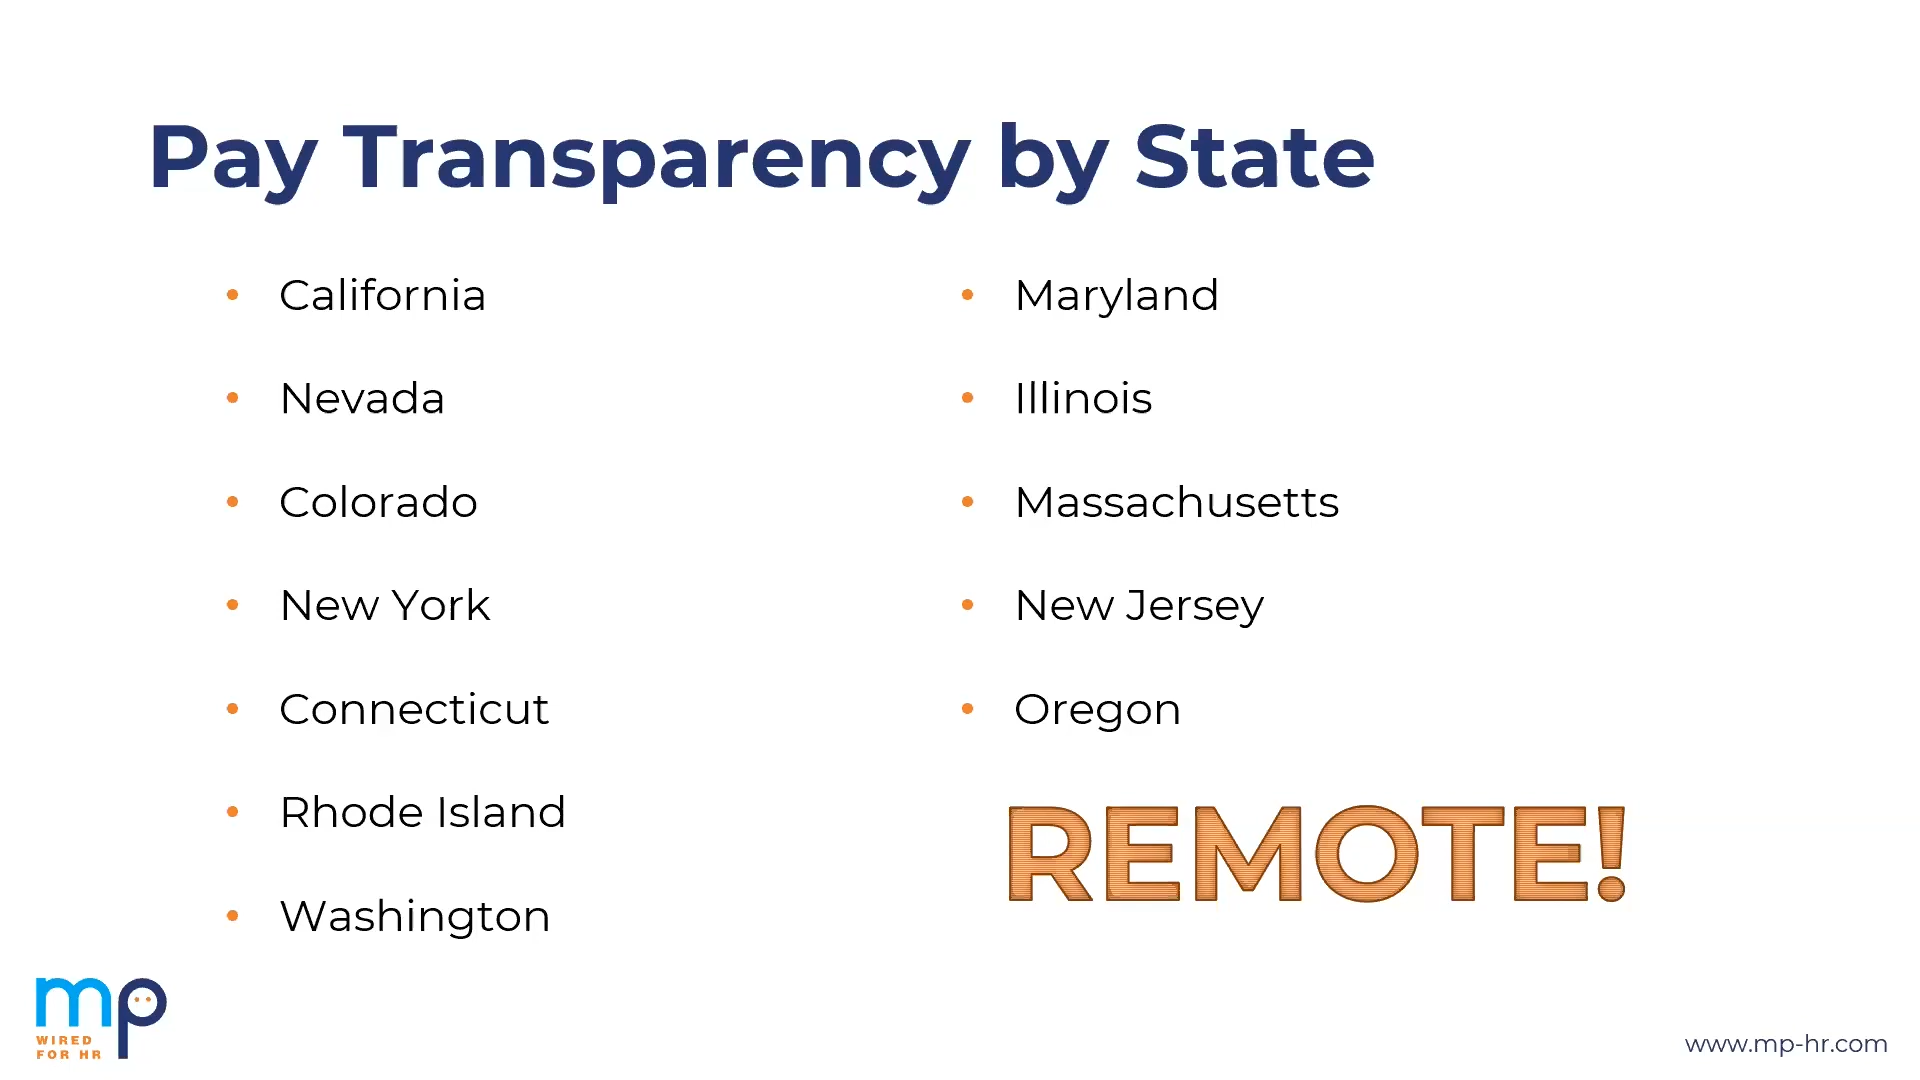 Pay Transparency by State
• California
• Nevada
• Colorado
• New York
• Connecticut
• Rhode Island
• Washington
• Maryland
• Illinois
• Massachusetts
• New Jersey
• Oregon
REMOTE!
mp
WIRED
FOR HR
www.mp-hr.com